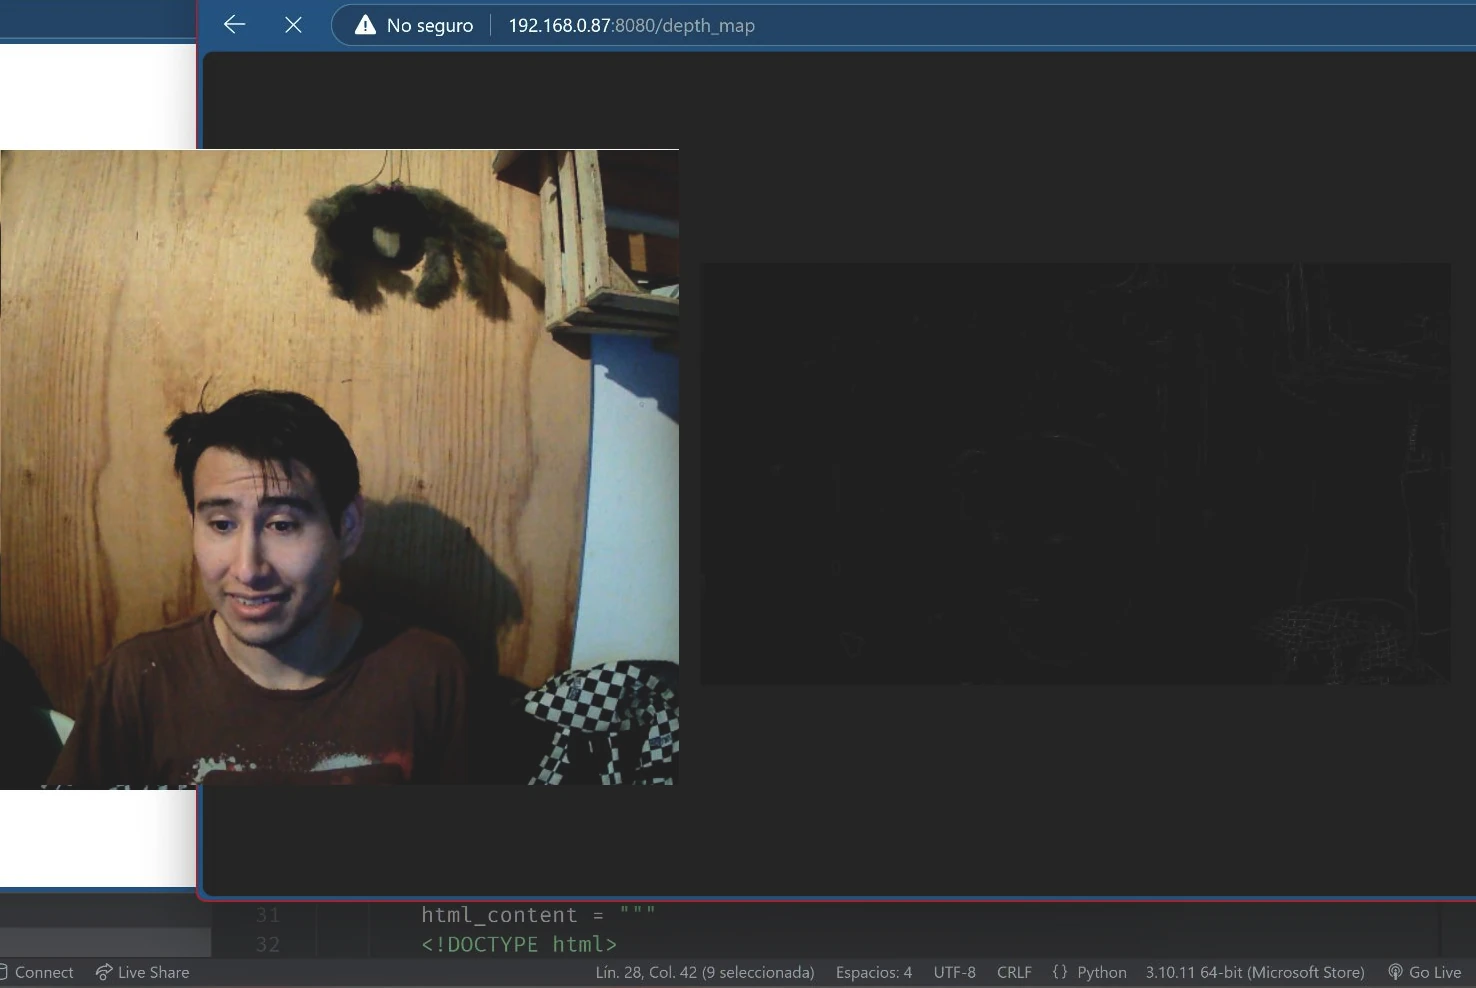 No seguro 192.168.0.87:8080/depth_map
31 html_content = """
32 <!DOCTYPE html>
Connect Live Share Lín. 28, Col. 42 (9 seleccionada) Espacios: 4 UTF-8 CRLF {} Python 3.10.11 64-bit (Microsoft Store) Go Live